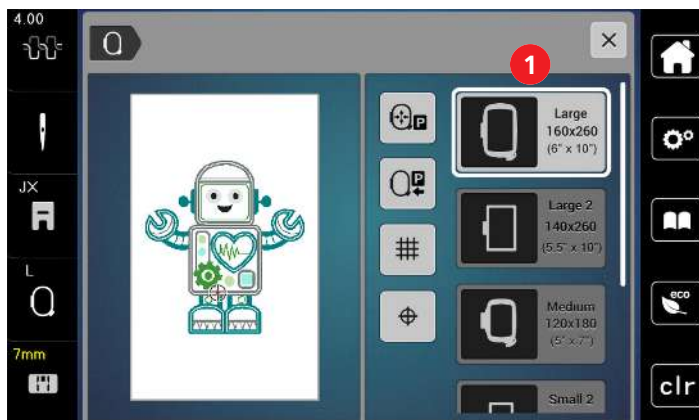 4.00
1
Large
160x260
(6" x 10")
P
JX
P
Large 2
140x260
(5.5" x 10")
L
eco
Medium
120x180
(5" x 7")
7mm
Small 2
clr